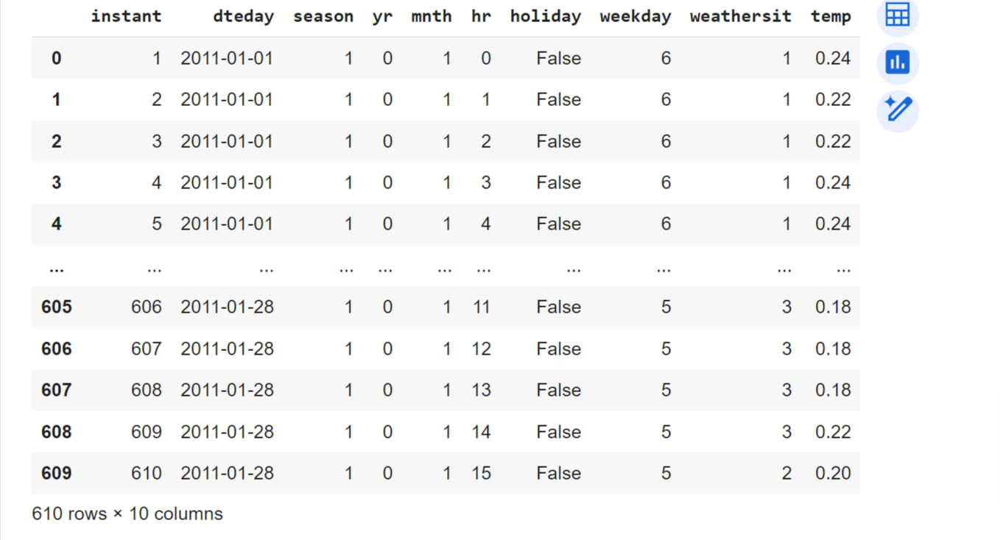 instant dteday season yr mnth hr holiday weekday weathersit temp
0 1 2011-01-01 1 0 1 0 False 6 1 0.24
1 2 2011-01-01 1 0 1 1 False 6 1 0.22
2 3 2011-01-01 1 0 1 2 False 6 1 0.22
3 4 2011-01-01 1 0 1 3 False 6 1 0.24
4 5 2011-01-01 1 0 1 4 False 6 1 0.24
... ... ... ... ... ... ... ... ... ... ...
605 606 2011-01-28 1 0 1 11 False 5 3 0.18
606 607 2011-01-28 1 0 1 12 False 5 3 0.18
607 608 2011-01-28 1 0 1 13 False 5 3 0.18
608 609 2011-01-28 1 0 1 14 False 5 3 0.22
609 610 2011-01-28 1 0 1 15 False 5 2 0.20
610 rows × 10 columns